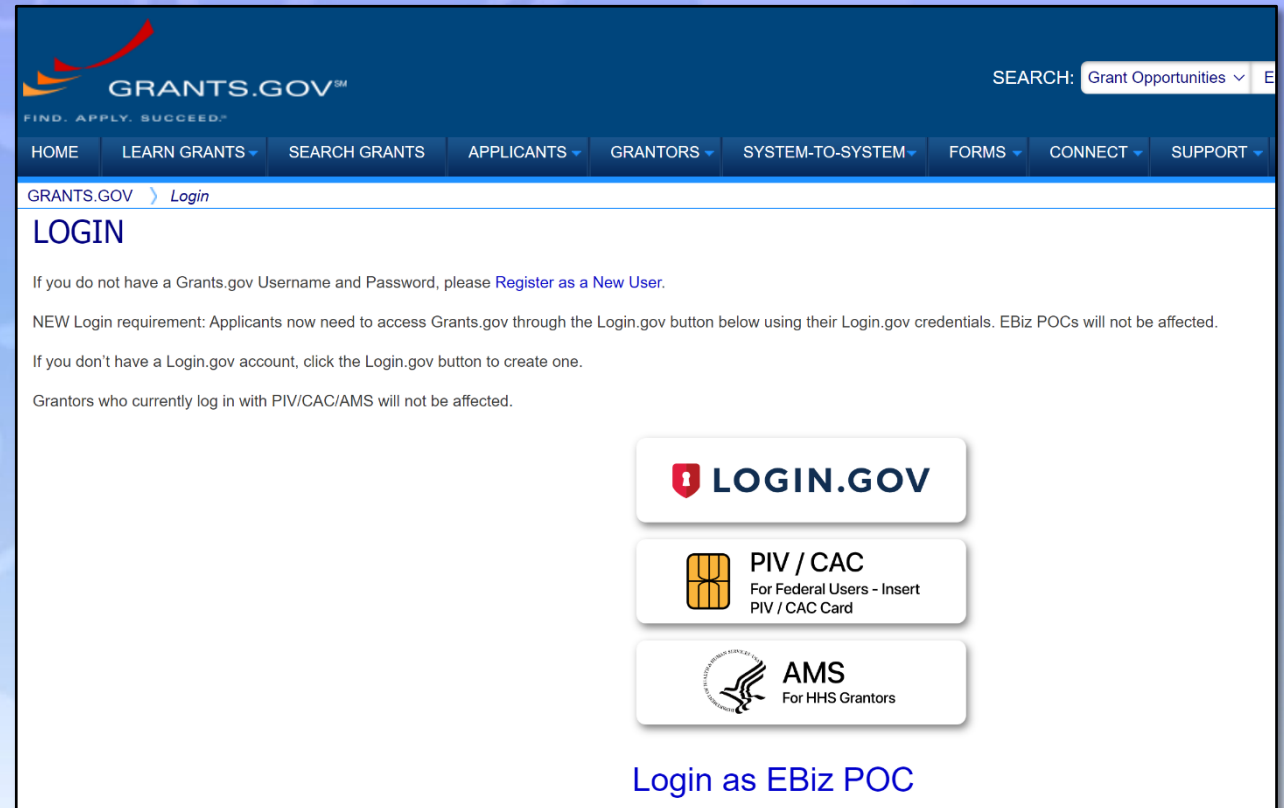 GRANTS.GOV℠
FIND. APPLY. SUCCEED.℠
SEARCH: Grant Opportunities
HOME LEARN GRANTS SEARCH GRANTS APPLICANTS GRANTORS SYSTEM-TO-SYSTEM FORMS CONNECT SUPPORT
GRANTS.GOV 〉 Login
LOGIN
If you do not have a Grants.gov Username and Password, please Register as a New User.
NEW Login requirement: Applicants now need to access Grants.gov through the Login.gov button below using their Login.gov credentials. EBiz POCs will not be affected.
If you don’t have a Login.gov account, click the Login.gov button to create one.
Grantors who currently log in with PIV/CAC/AMS will not be affected.
LOGIN.GOV
PIV / CAC
For Federal Users - Insert
PIV / CAC Card
AMS
For HHS Grantors
Login as EBiz POC